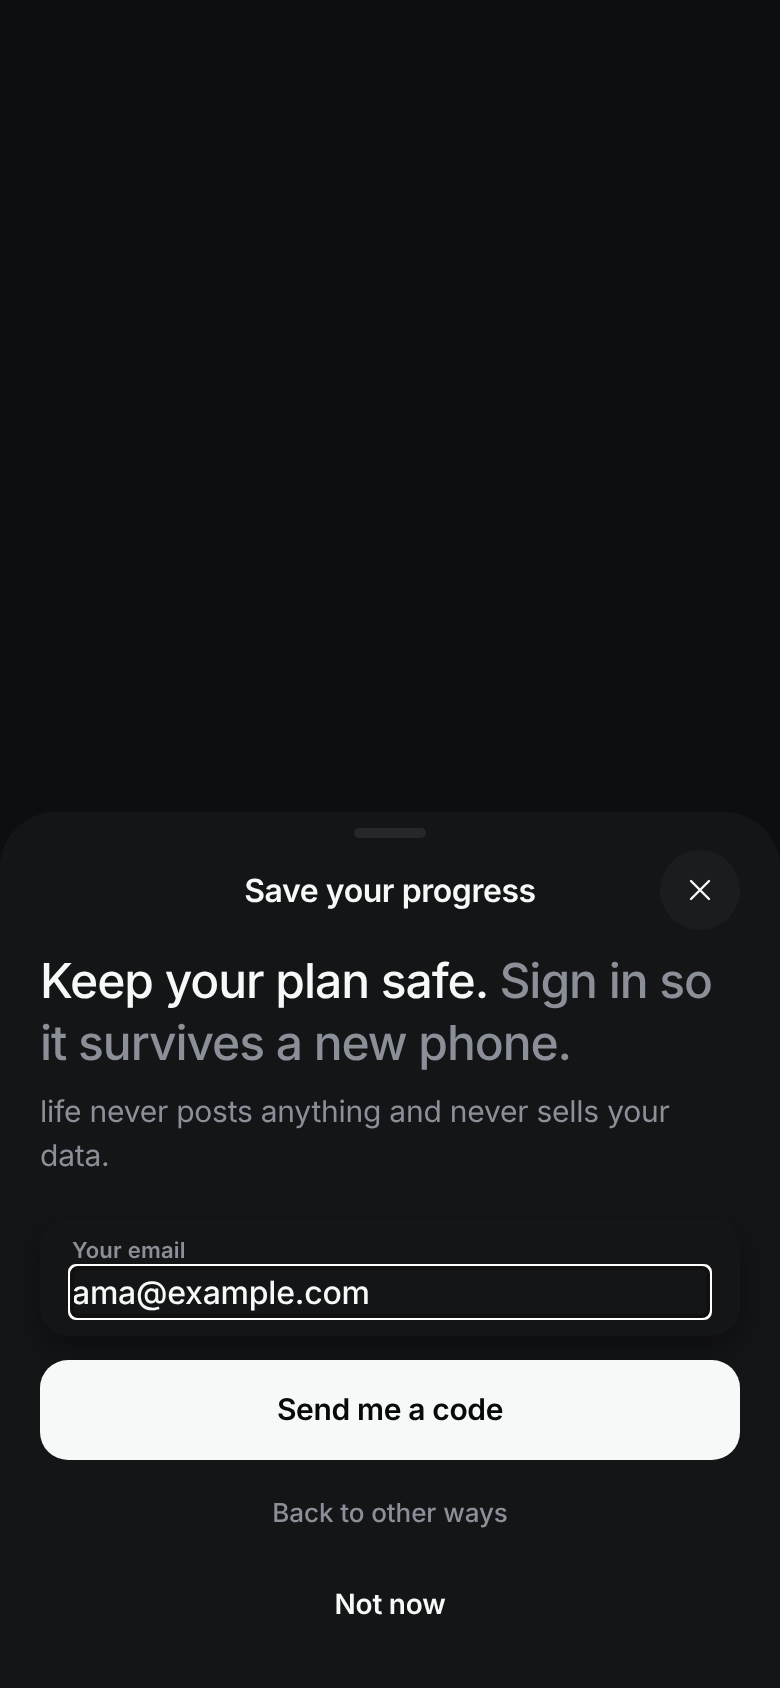 Save your progress
Keep your plan safe. Sign in so
it survives a new phone.
life never posts anything and never sells your
data.
Your email
ama@example.com
Send me a code
Back to other ways
Not now